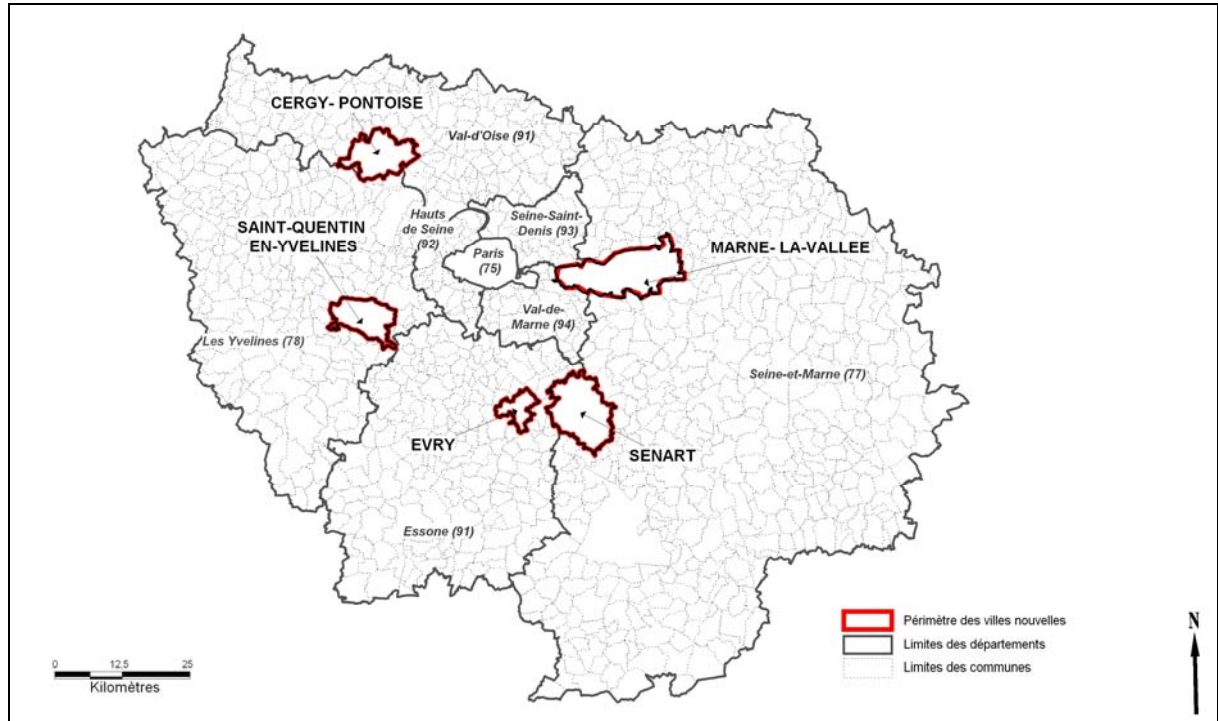 CERGY- PONTOISE
Val-d'Oise (91)
SAINT-QUENTIN
EN-YVELINES
Hauts
de Seine
(92)
Seine-Saint-
Denis (93)
Paris
(75)
MARNE- LA-VALLEE
Val-de-
Marne (94)
Les Yvelines (78)
Seine-et-Marne (77)
EVRY
SENART
Essone (91)
Périmètre des villes nouvelles
Limites des départements
Limites des communes
N
0 12,5 25
Kilomètres